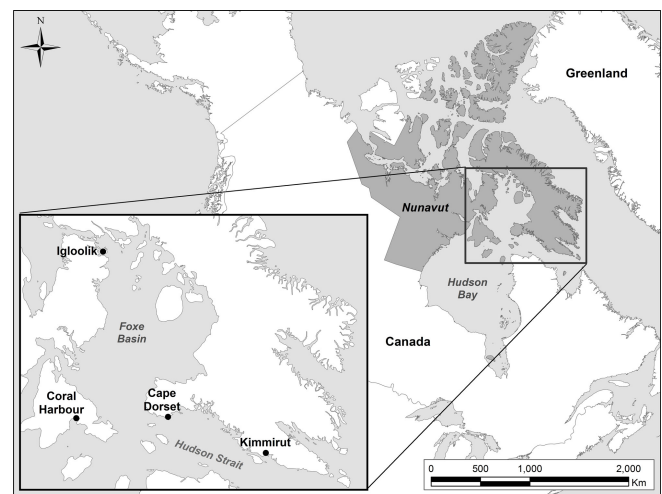 N
Greenland
Nunavut
Hudson
Bay
Canada
Igloolik
Foxe
Basin
Coral
Harbour
Cape
Dorset
Kimmirut
Hudson Strait
0 500 1,000 2,000
Km